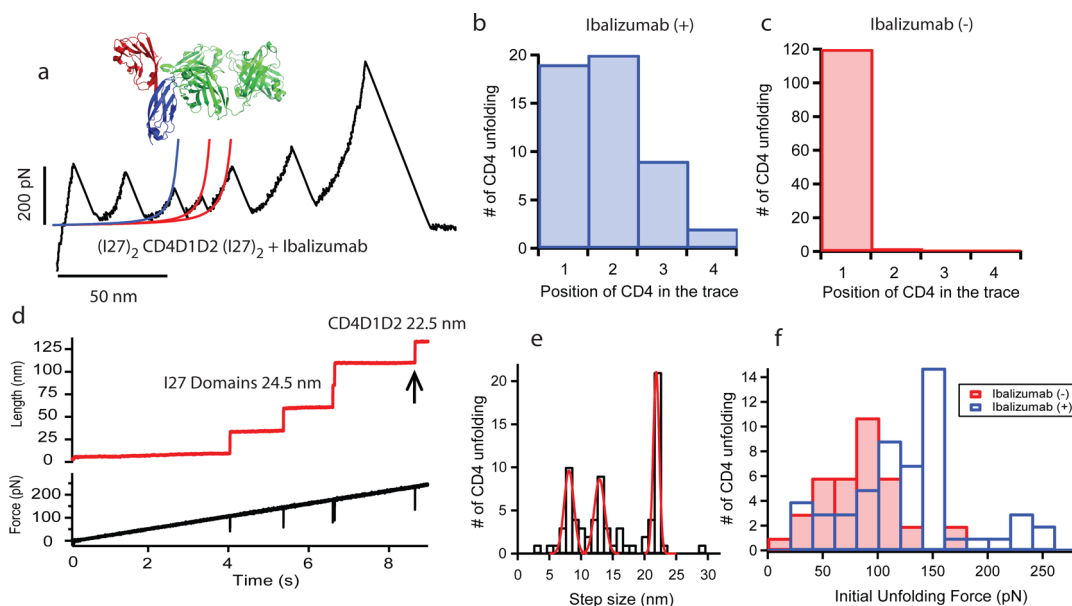 a
200 pN
(I27)2 CD4D1D2 (I27)2 + Ibalizumab
50 nm
b
Ibalizumab (+)
# of CD4 unfolding
20
15
10
5
0
1 2 3 4
Position of CD4 in the trace
c
Ibalizumab (-)
# of CD4 unfolding
120
100
80
60
40
20
0
1 2 3 4
Position of CD4 in the trace
d
CD4D1D2 22.5 nm
I27 Domains 24.5 nm
Length (nm)
125
100
75
50
25
0
Force (pN)
200
100
0
0 2 4 6 8
Time (s)
e
# of CD4 unfolding
25
20
15
10
5
0
0 5 10 15 20 25 30
Step size (nm)
f
# of CD4 unfolding
14
12
10
8
6
4
2
0
Ibalizumab (-)
Ibalizumab (+)
0 50 100 150 200 250
Initial Unfolding Force (pN)